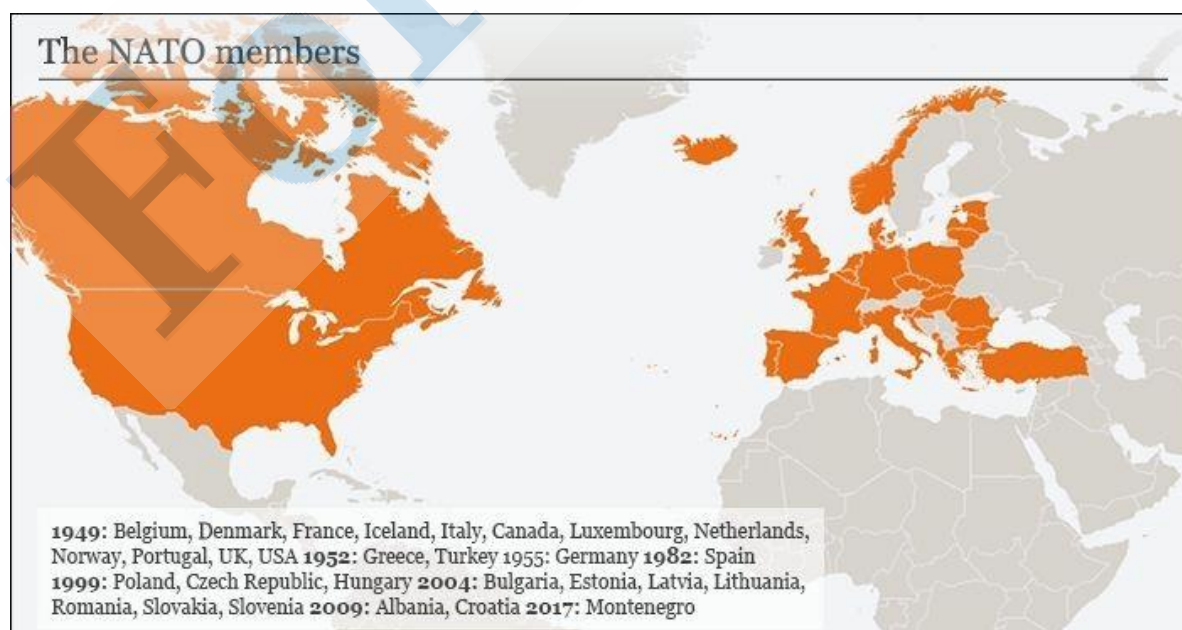 The NATO members
1949: Belgium, Denmark, France, Iceland, Italy, Canada, Luxembourg, Netherlands,
Norway, Portugal, UK, USA 1952: Greece, Turkey 1955: Germany 1982: Spain
1999: Poland, Czech Republic, Hungary 2004: Bulgaria, Estonia, Latvia, Lithuania,
Romania, Slovakia, Slovenia 2009: Albania, Croatia 2017: Montenegro